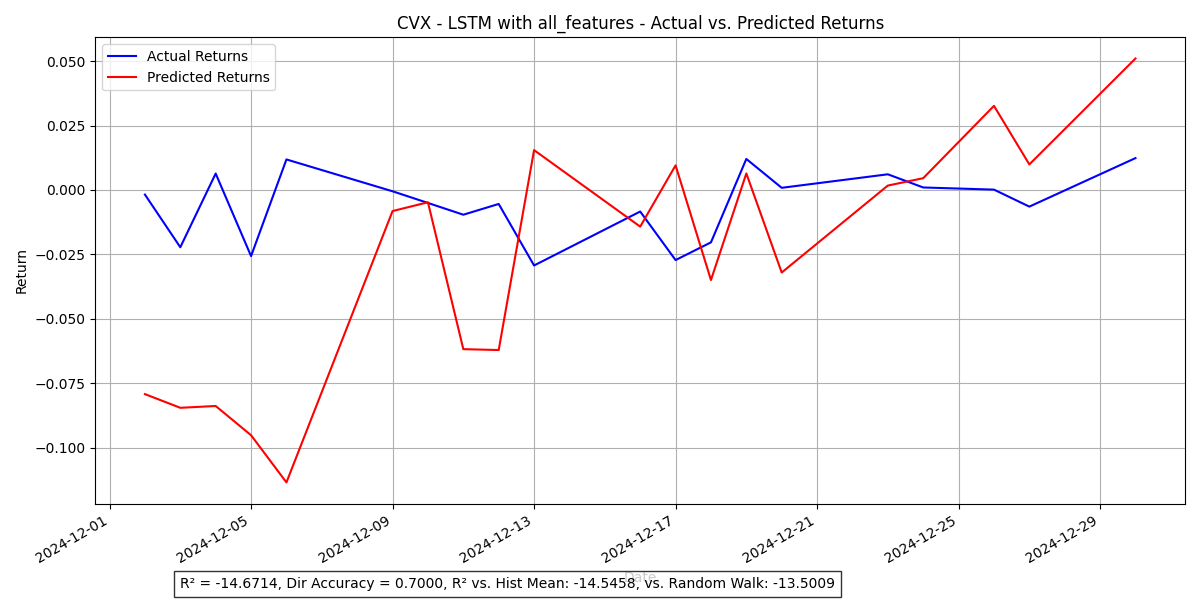 CVX - LSTM with all_features - Actual vs. Predicted Returns
Actual Returns
Predicted Returns
0.050
0.025
0.000
−0.025
−0.050
−0.075
−0.100
Return
2024-12-01
2024-12-05
2024-12-09
2024-12-13
2024-12-17
2024-12-21
2024-12-25
2024-12-29
Date
R² = -14.6714, Dir Accuracy = 0.7000, R² vs. Hist Mean: -14.5458, vs. Random Walk: -13.5009